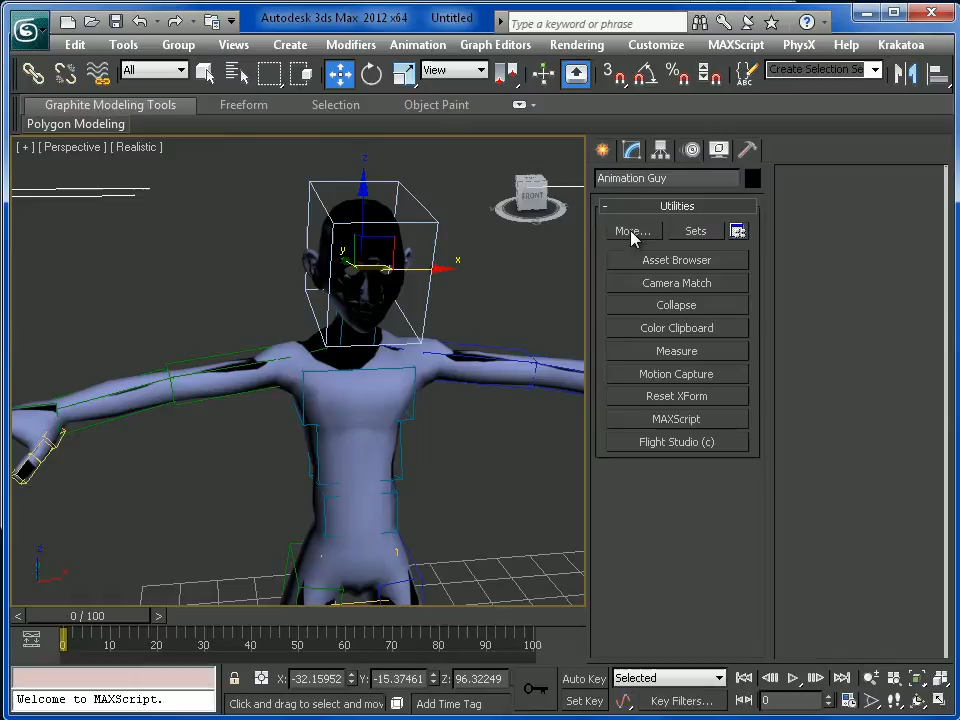 Autodesk 3ds Max 2012 x64 Untitled
Type a keyword or phrase
Edit Tools Group Views Create Modifiers Animation Graph Editors Rendering Customize MAXScript PhysX Help Krakatoa
All View 3 ABC Create Selection Se
Graphite Modeling Tools Freeform Selection Object Paint
Polygon Modeling
[ + ] [ Perspective ] [ Realistic ]
z
FRONT
y
x
Animation Guy
- Utilities
More... Sets
Asset Browser
Camera Match
Collapse
Color Clipboard
Measure
Motion Capture
Reset XForm
MAXScript
Flight Studio (c)
z
x
< 0 / 100 >
0 10 20 30 40 50 60 70 80 90 100
X: -32.15952 Y: -15.37461 Z: 96.32249 Auto Key Selected
Welcome to MAXScript. Click and drag to select and mov Add Time Tag Set Key Key Filters... 0